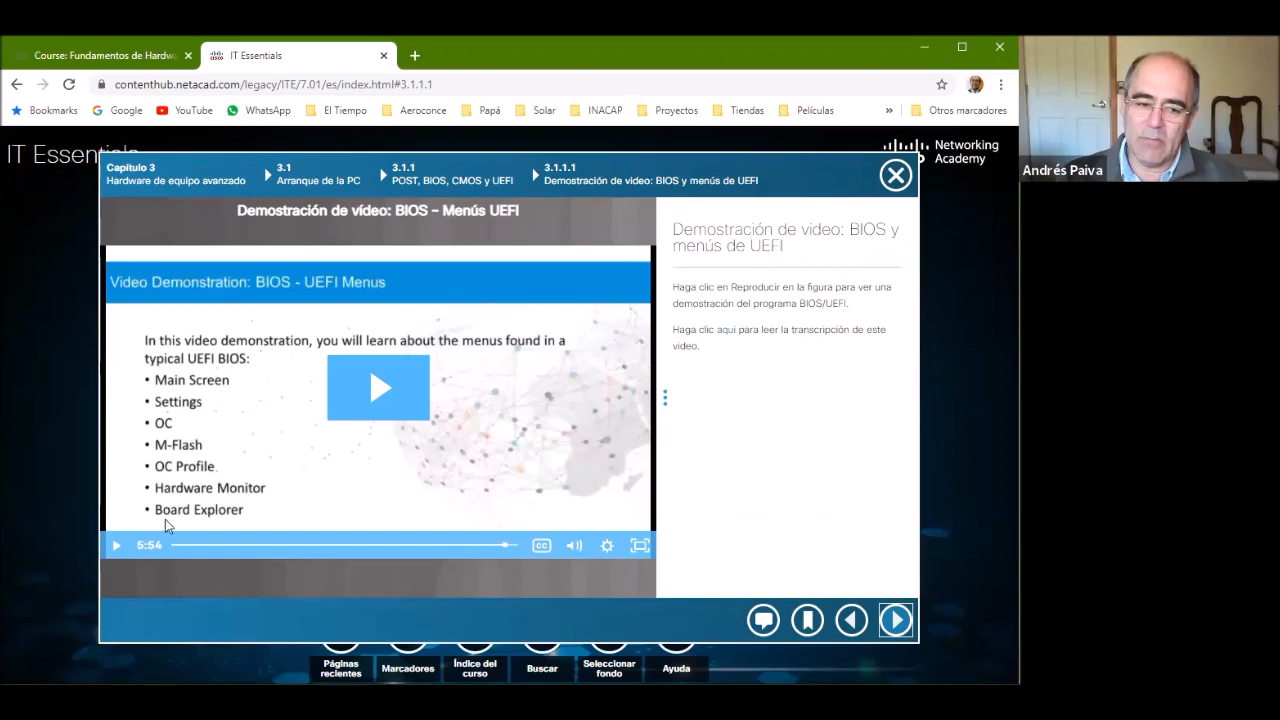 Course: Fundamentos de Hardwa
IT Essentials
contenthub.netacad.com/legacy/ITE/7.01/es/index.html#3.1.1.1
Bookmarks
Google
YouTube
WhatsApp
El Tiempo
Aeroconce
Papá
Solar
INACAP
Proyectos
Tiendas
Películas
»
Otros marcadores
IT Essentials
Networking
Academy
Andrés Paiva
Capítulo 3
Hardware de equipo avanzado
3.1
Arranque de la PC
3.1.1
POST, BIOS, CMOS y UEFI
3.1.1.1
Demostración de video: BIOS y menús de UEFI
Demostración de vídeo: BIOS – Menús UEFI
Video Demonstration: BIOS - UEFI Menus
In this video demonstration, you will learn about the menus found in a
typical UEFI BIOS:
• Main Screen
• Settings
• OC
• M-Flash
• OC Profile
• Hardware Monitor
• Board Explorer
5:54
CC
Demostración de video: BIOS y
menús de UEFI
Haga clic en Reproducir en la figura para ver una
demostración del programa BIOS/UEFI.
Haga clic aquí para leer la transcripción de este
video.
Páginas
recientes
Marcadores
Índice del
curso
Buscar
Seleccionar
fondo
Ayuda